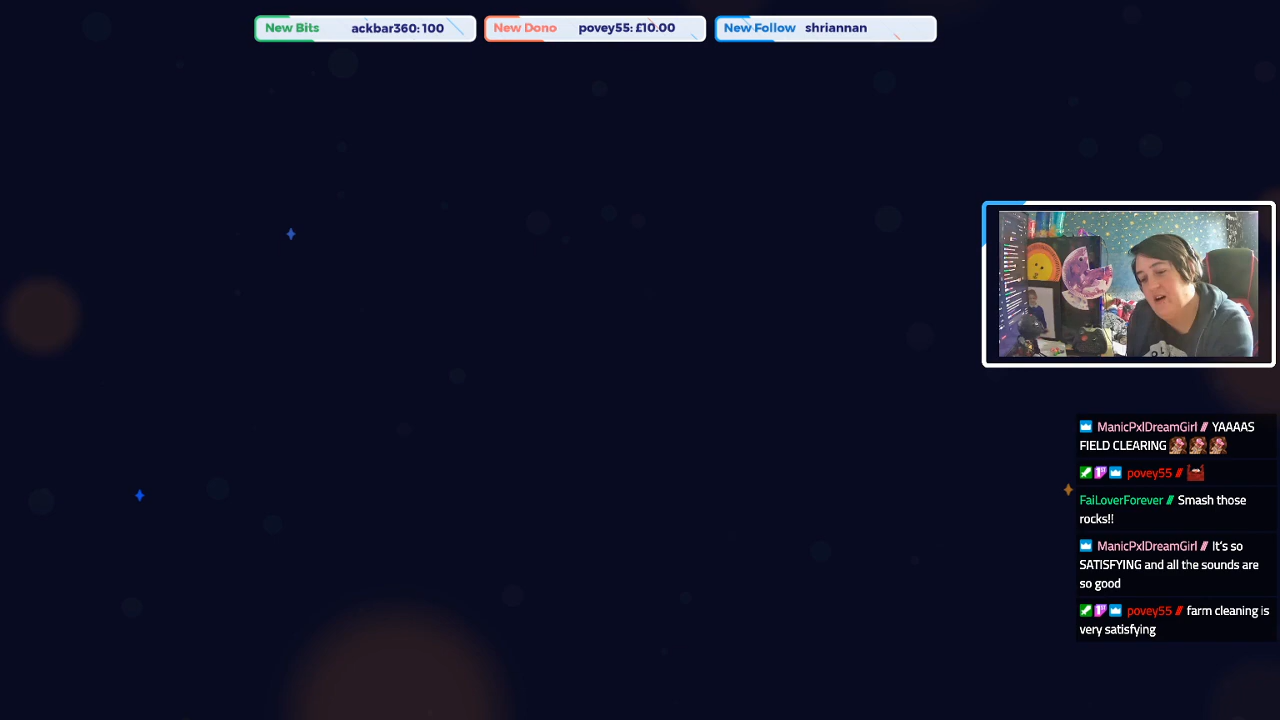 New Bits ackbar360: 100
New Dono povey55: £10.00
New Follow shriannan
ManicPxlDreamGirl // YAAAAS
FIELD CLEARING
povey55 //
FaiLoverForever // Smash those
rocks!!
ManicPxlDreamGirl // It's so
SATISFYING and all the sounds are
so good
povey55 // farm cleaning is
very satisfying